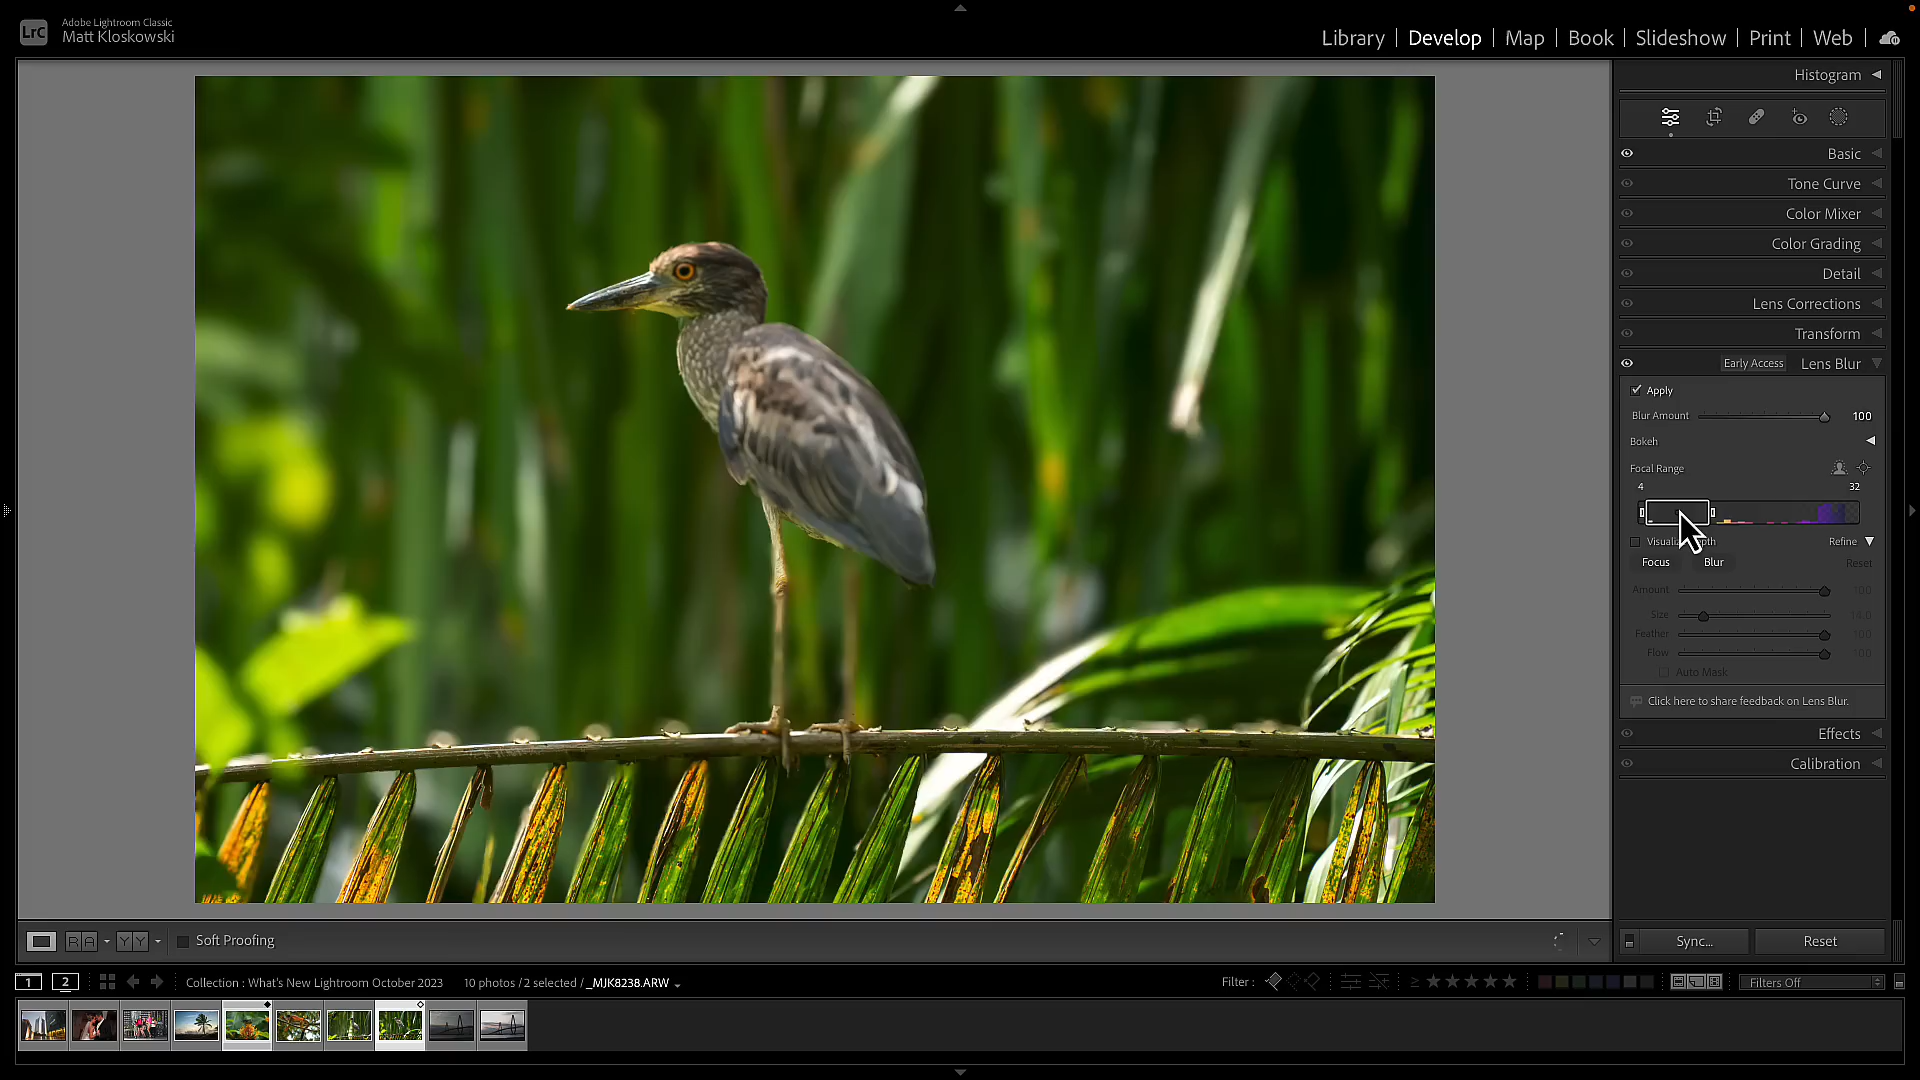 Adobe Lightroom Classic
LrC
Matt Kloskowski
Library | Develop | Map | Book | Slideshow | Print | Web
Histogram
Basic
Tone Curve
Color Mixer
Color Grading
Detail
Lens Corrections
Transform
Early Access Lens Blur
Apply
Blur Amount 100
Bokeh
Focal Range
4 32
Refine
Focus Blur Reset
Amount 100
Size
Feather 100
Flow 100
Auto Mask
Click here to share feedback on Lens Blur.
Effects
Calibration
R A Y Y Soft Proofing
Sync... Reset
1 2 Collection : What's New Lightroom October 2023 10 photos / 2 selected / _MJK8238.ARW
Filter : ≥ Filters Off